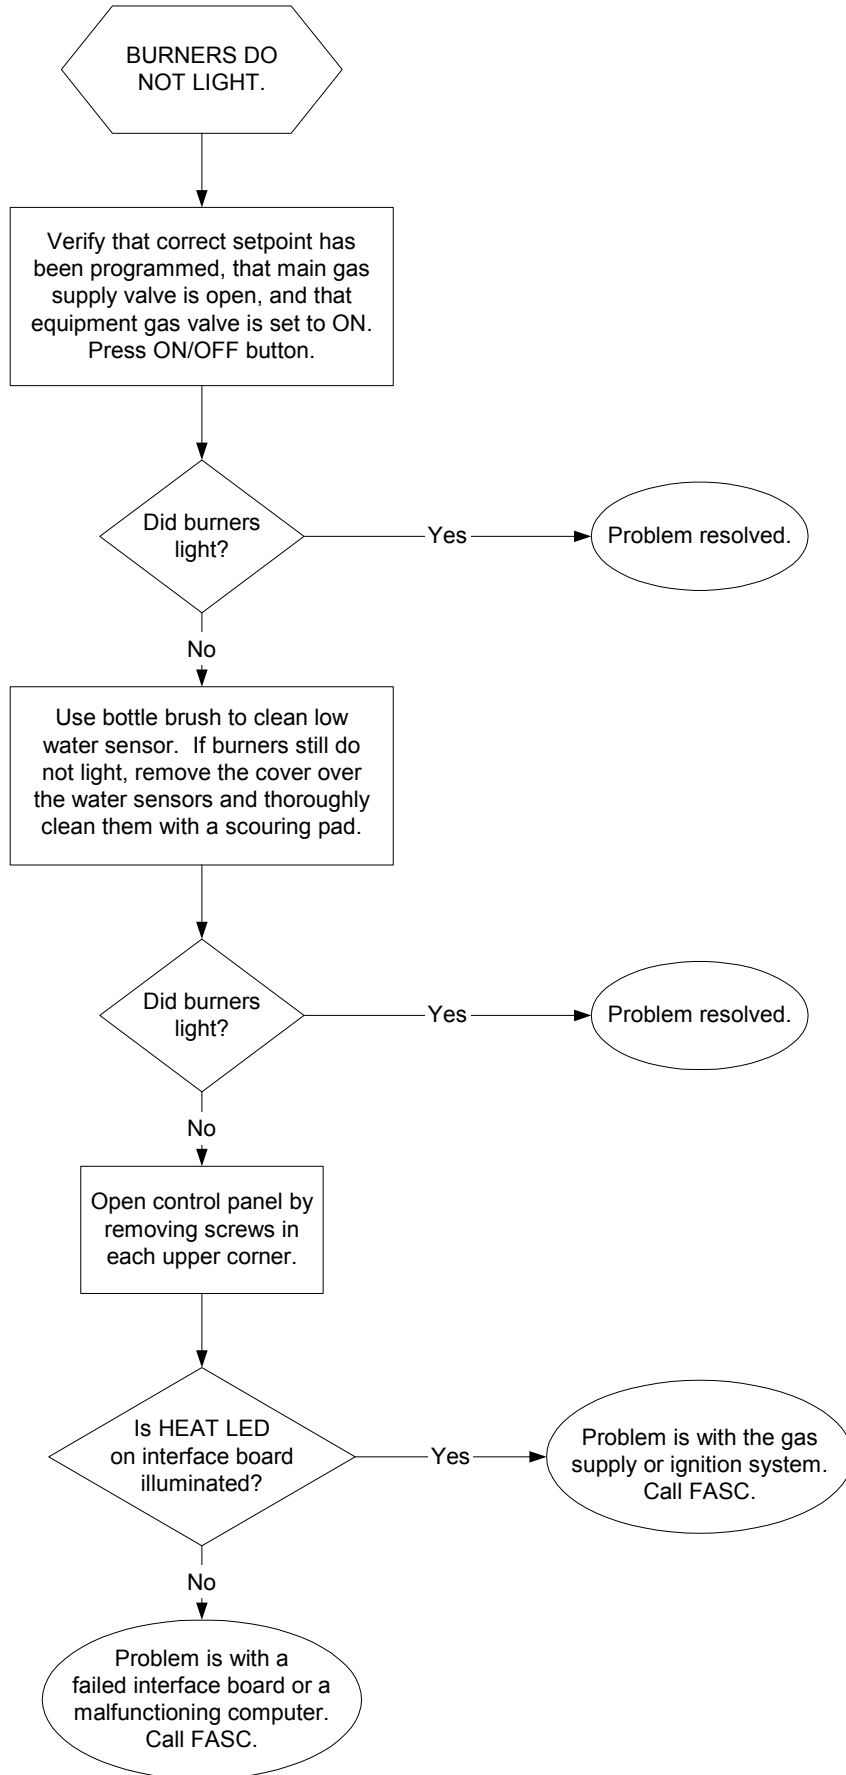 BURNERS DO
NOT LIGHT.
Verify that correct setpoint has
been programmed, that main gas
supply valve is open, and that
equipment gas valve is set to ON.
Press ON/OFF button.
Did burners
light?
Yes
Problem resolved.
No
Use bottle brush to clean low
water sensor.  If burners still do
not light, remove the cover over
the water sensors and thoroughly
clean them with a scouring pad.
Did burners
light?
Yes
Problem resolved.
No
Open control panel by
removing screws in
each upper corner.
Is HEAT LED
on interface board
illuminated?
Yes
Problem is with the gas
supply or ignition system.
Call FASC.
No
Problem is with a
failed interface board or a
malfunctioning computer.
Call FASC.